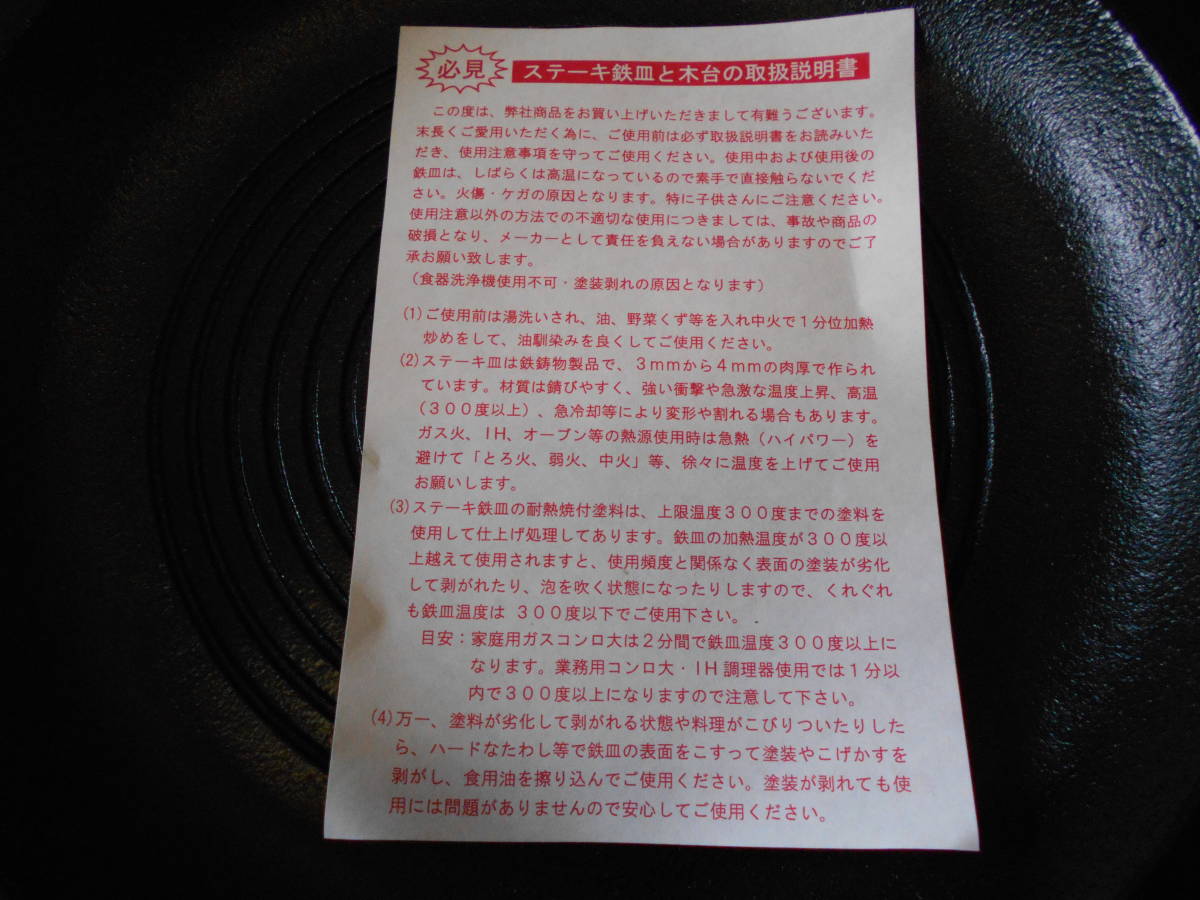 必見
ステーキ鉄皿と木台の取扱説明書
この度は、弊社商品をお買い上げいただきまして有難うございます。
末長くご愛用いただく為に、ご使用前は必ず取扱説明書をお読みいた
だき、使用注意事項を守ってご使用ください。使用中および使用後の
鉄皿は、しばらくは高温になっているので素手で直接触らないでくだ
さい。火傷・ケガの原因となります。特に子供さんにご注意ください。
使用注意以外の方法での不適切な使用につきましては、事故や商品の
破損となり、メーカーとして責任を負えない場合がありますのでご了
承お願い致します。
（食器洗浄機使用不可・塗装剥れの原因となります）
(1)ご使用前は湯洗いされ、油、野菜くず等を入れ中火で１分位加熱
炒めをして、油馴染みを良くしてご使用ください。
(2)ステーキ皿は鉄鋳物製品で、３mmから４mmの肉厚で作られ
ています。材質は錆びやすく、強い衝撃や急激な温度上昇、高温
（３００度以上）、急冷却等により変形や割れる場合もあります。
ガス火、IH、オーブン等の熱源使用時は急熱（ハイパワー）を
避けて「とろ火、弱火、中火」等、徐々に温度を上げてご使用
お願いします。
(3)ステーキ鉄皿の耐熱焼付塗料は、上限温度３００度までの塗料を
使用して仕上げ処理してあります。鉄皿の加熱温度が３００度以
上越えて使用されますと、使用頻度と関係なく表面の塗装が劣化
して剥がれたり、泡を吹く状態になったりしますので、くれぐれ
も鉄皿温度は ３００度以下でご使用下さい。
目安：家庭用ガスコンロ大は２分間で鉄皿温度３００度以上に
なります。業務用コンロ大・IH調理器使用では１分以
内で３００度以上になりますので注意して下さい。
(4)万一、塗料が劣化して剥がれる状態や料理がこびりついたりした
ら、ハードなたわし等で鉄皿の表面をこすって塗装やこげかすを
剥がし、食用油を擦り込んでご使用ください。塗装が剥れても使
用には問題がありませんので安心してご使用ください。